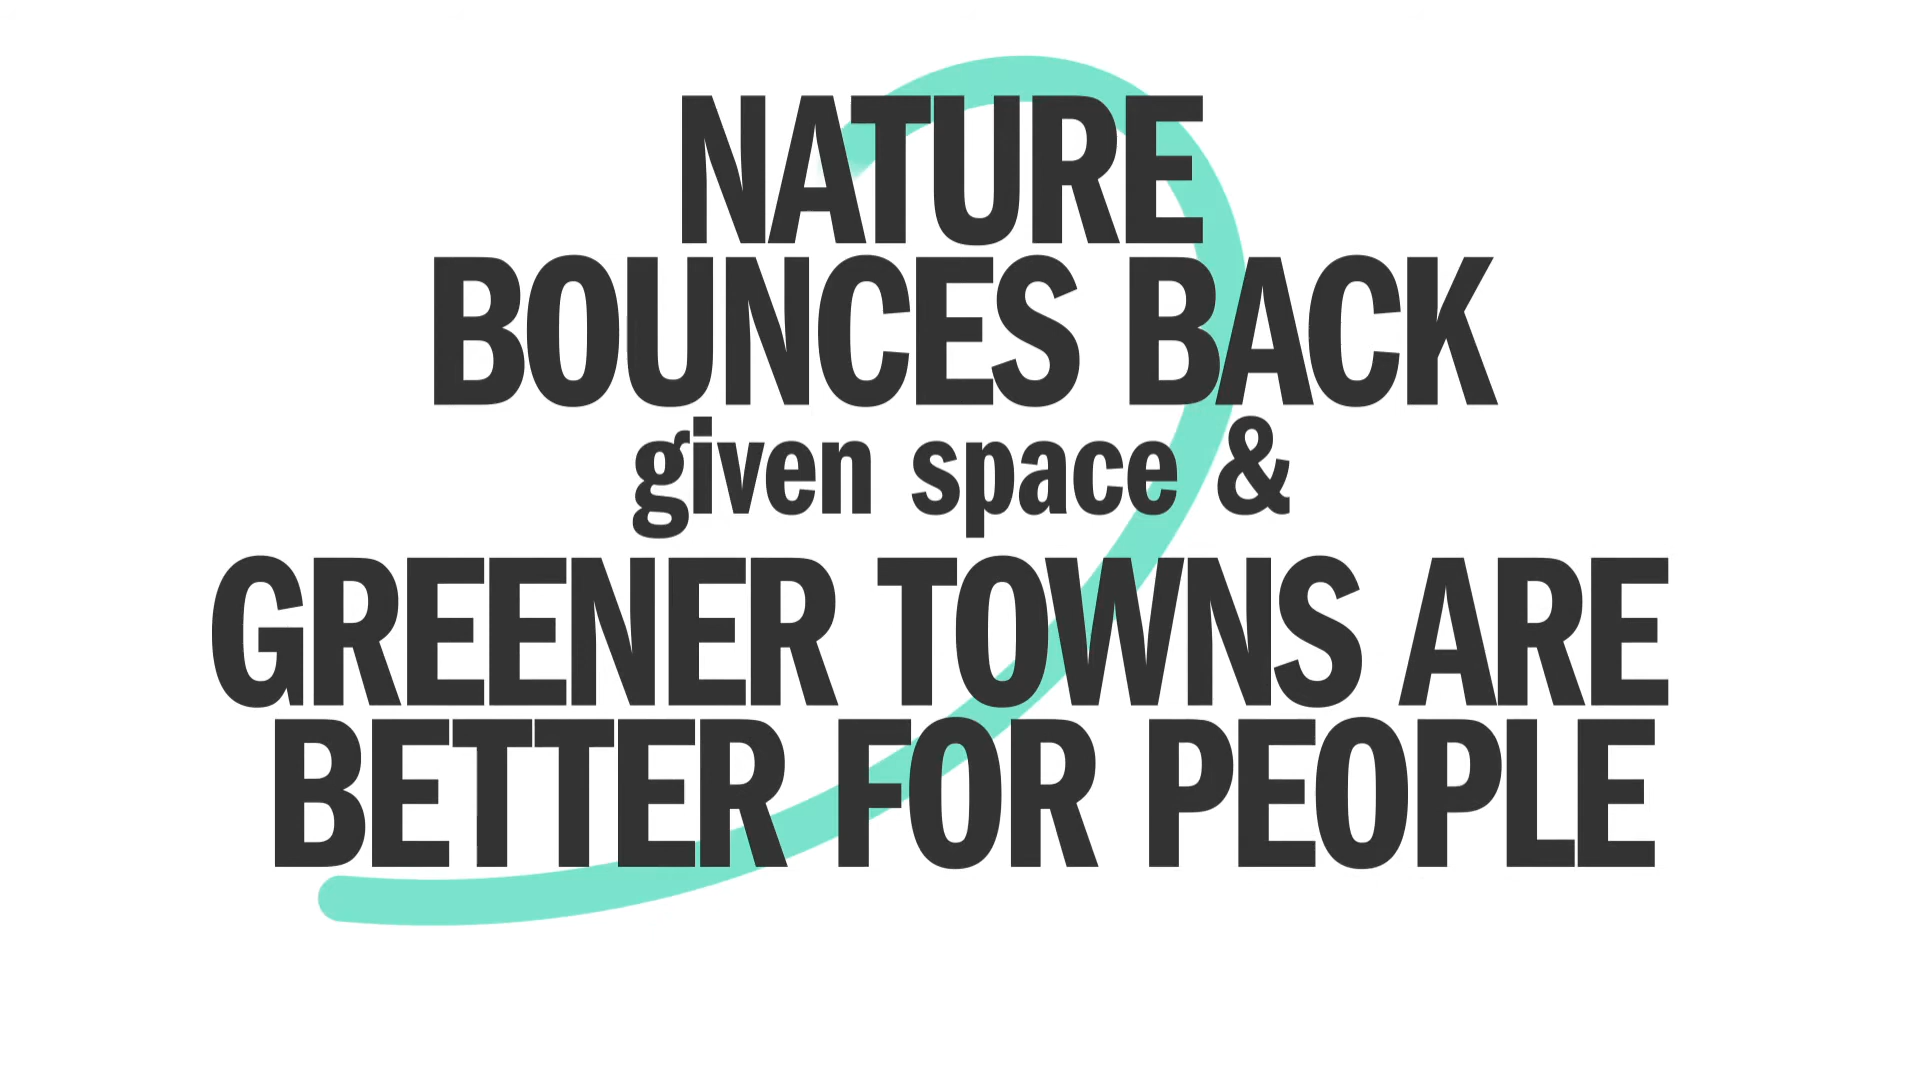 NATURE
BOUNCES BACK
given space &
GREENER TOWNS ARE
BETTER FOR PEOPLE